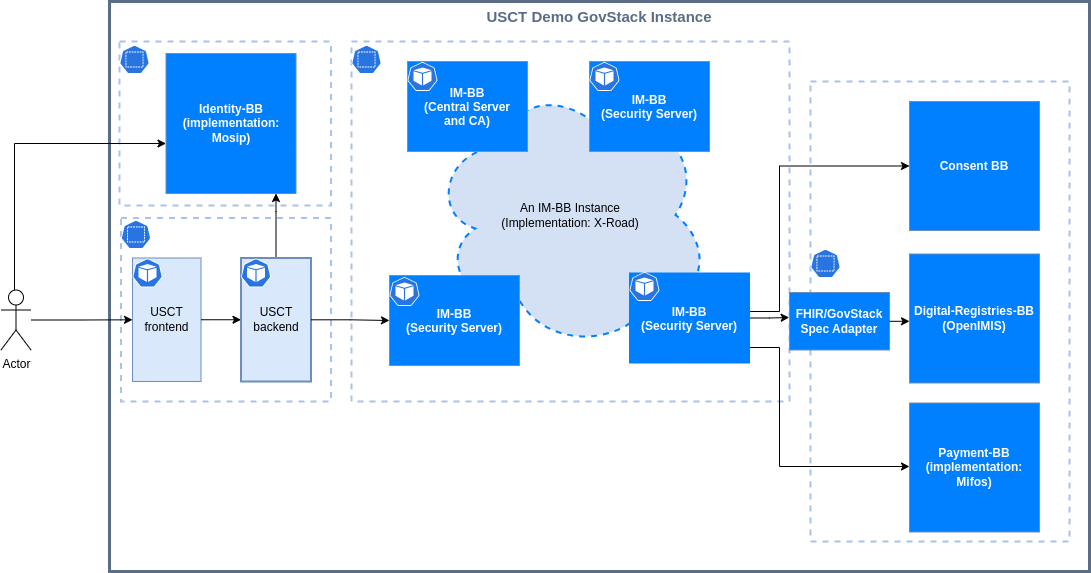 USCT Demo GovStack Instance
Identity-BB
(implementation:
Mosip)
IM-BB
(Central Server
and CA)
IM-BB
(Security Server)
An IM-BB Instance
(Implementation: X-Road)
Consent BB
USCT
frontend
USCT
backend
IM-BB
(Security Server)
IM-BB
(Security Server)
FHIR/GovStack
Spec Adapter
Digital-Registries-BB
(OpenIMIS)
Actor
Payment-BB
(implementation:
Mifos)